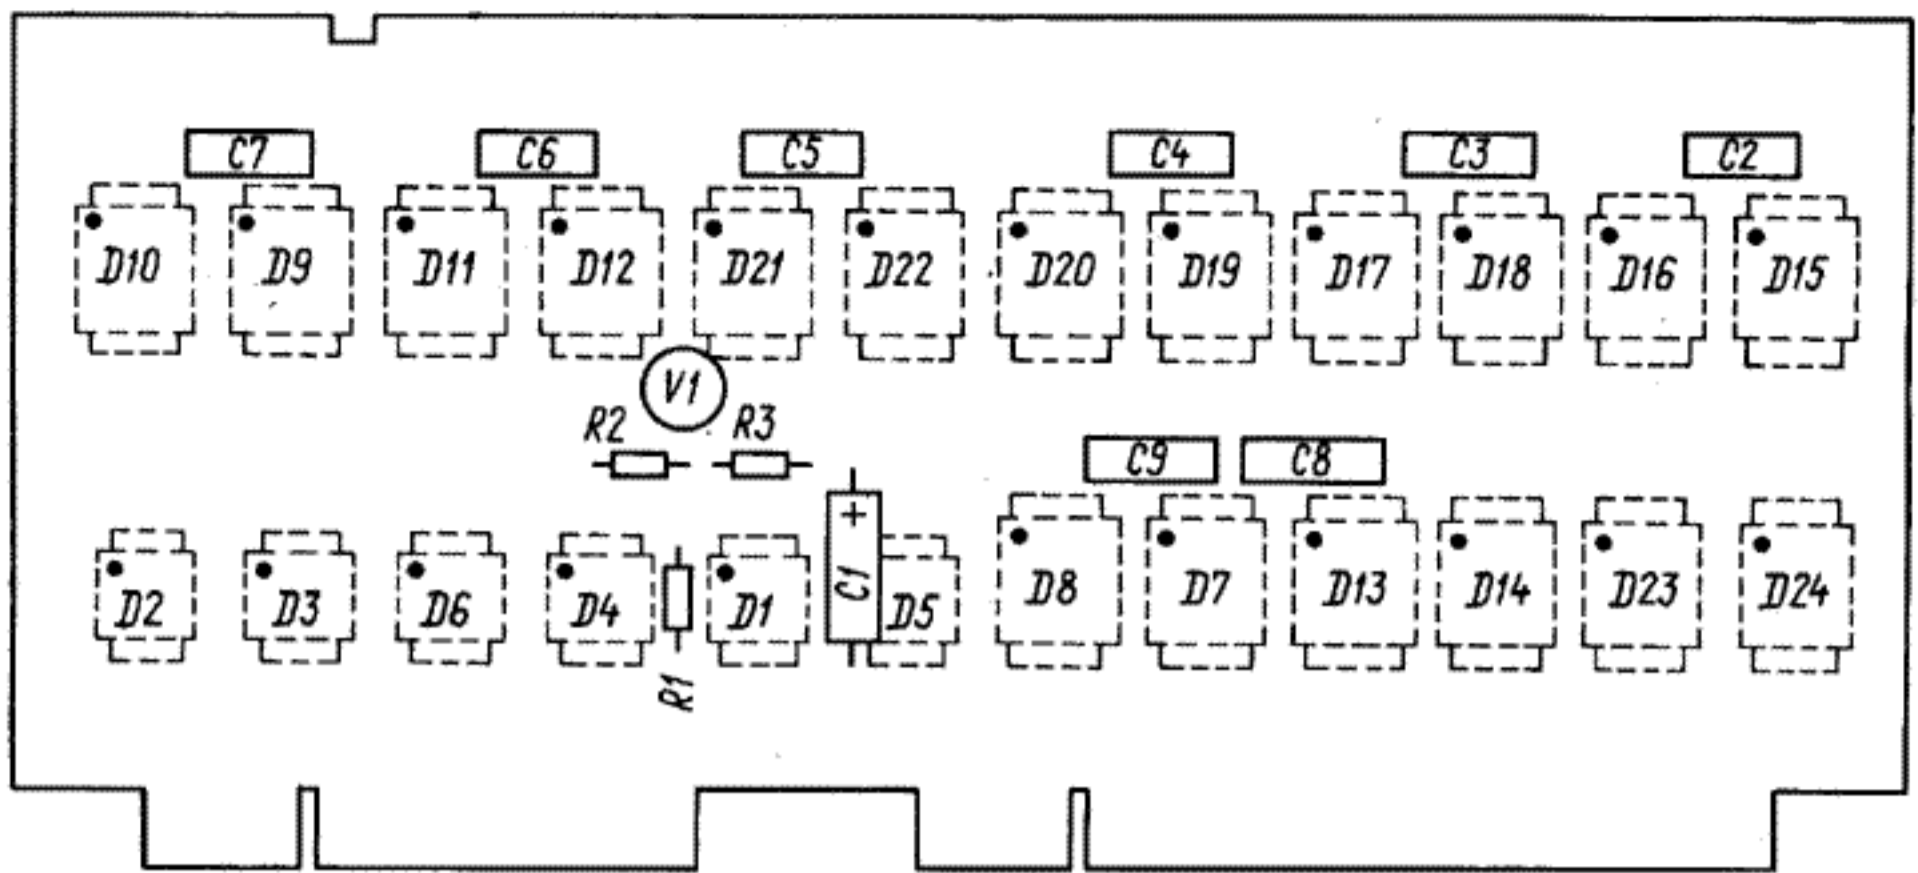 C7 C6 C5 C4 C3 C2
D10 D9 D11 D12 D21 D22 D20 D19 D17 D18 D16 D15
V1
R2 R3
C9 C8
+
D2 D3 D6 D4 D1 C1 D5 D8 D7 D13 D14 D23 D24
R1